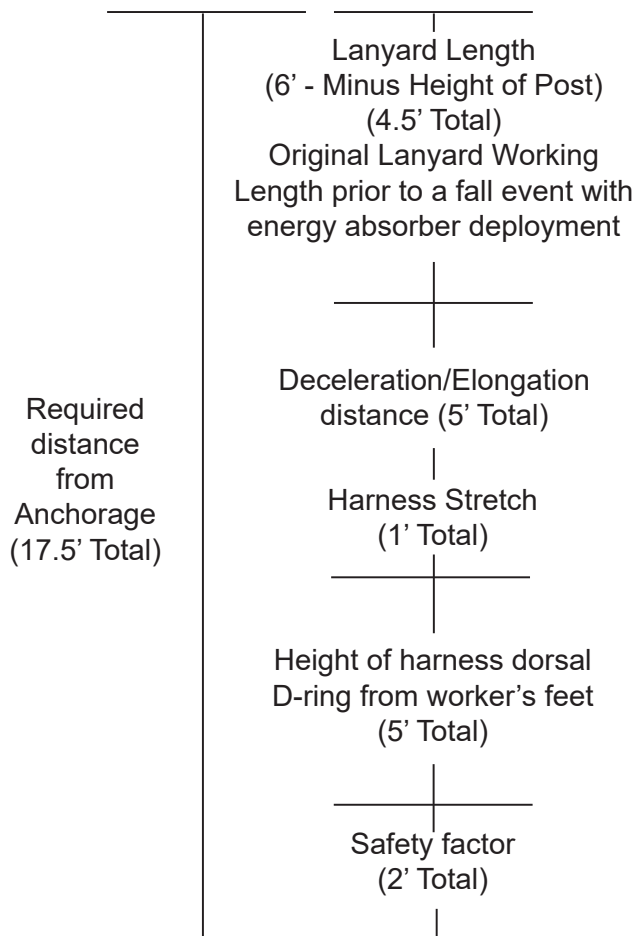 Lanyard Length
(6’ - Minus Height of Post)
(4.5’ Total)
Original Lanyard Working
Length prior to a fall event with
energy absorber deployment
Deceleration/Elongation
distance (5’ Total)
Required
distance
from
Anchorage
(17.5’ Total)
Harness Stretch
(1’ Total)
Height of harness dorsal
D-ring from worker’s feet
(5’ Total)
Safety factor
(2’ Total)